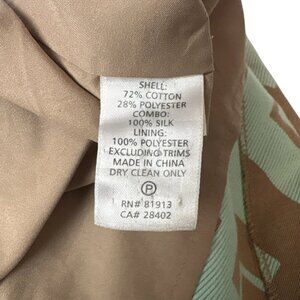 SHELL:
72% COTTON
28% POLYESTER
COMBO:
100% SILK
LINING:
100% POLYESTER
EXCLUDING TRIMS
MADE IN CHINA
DRY CLEAN ONLY
P
RN# 81913
CA# 28402